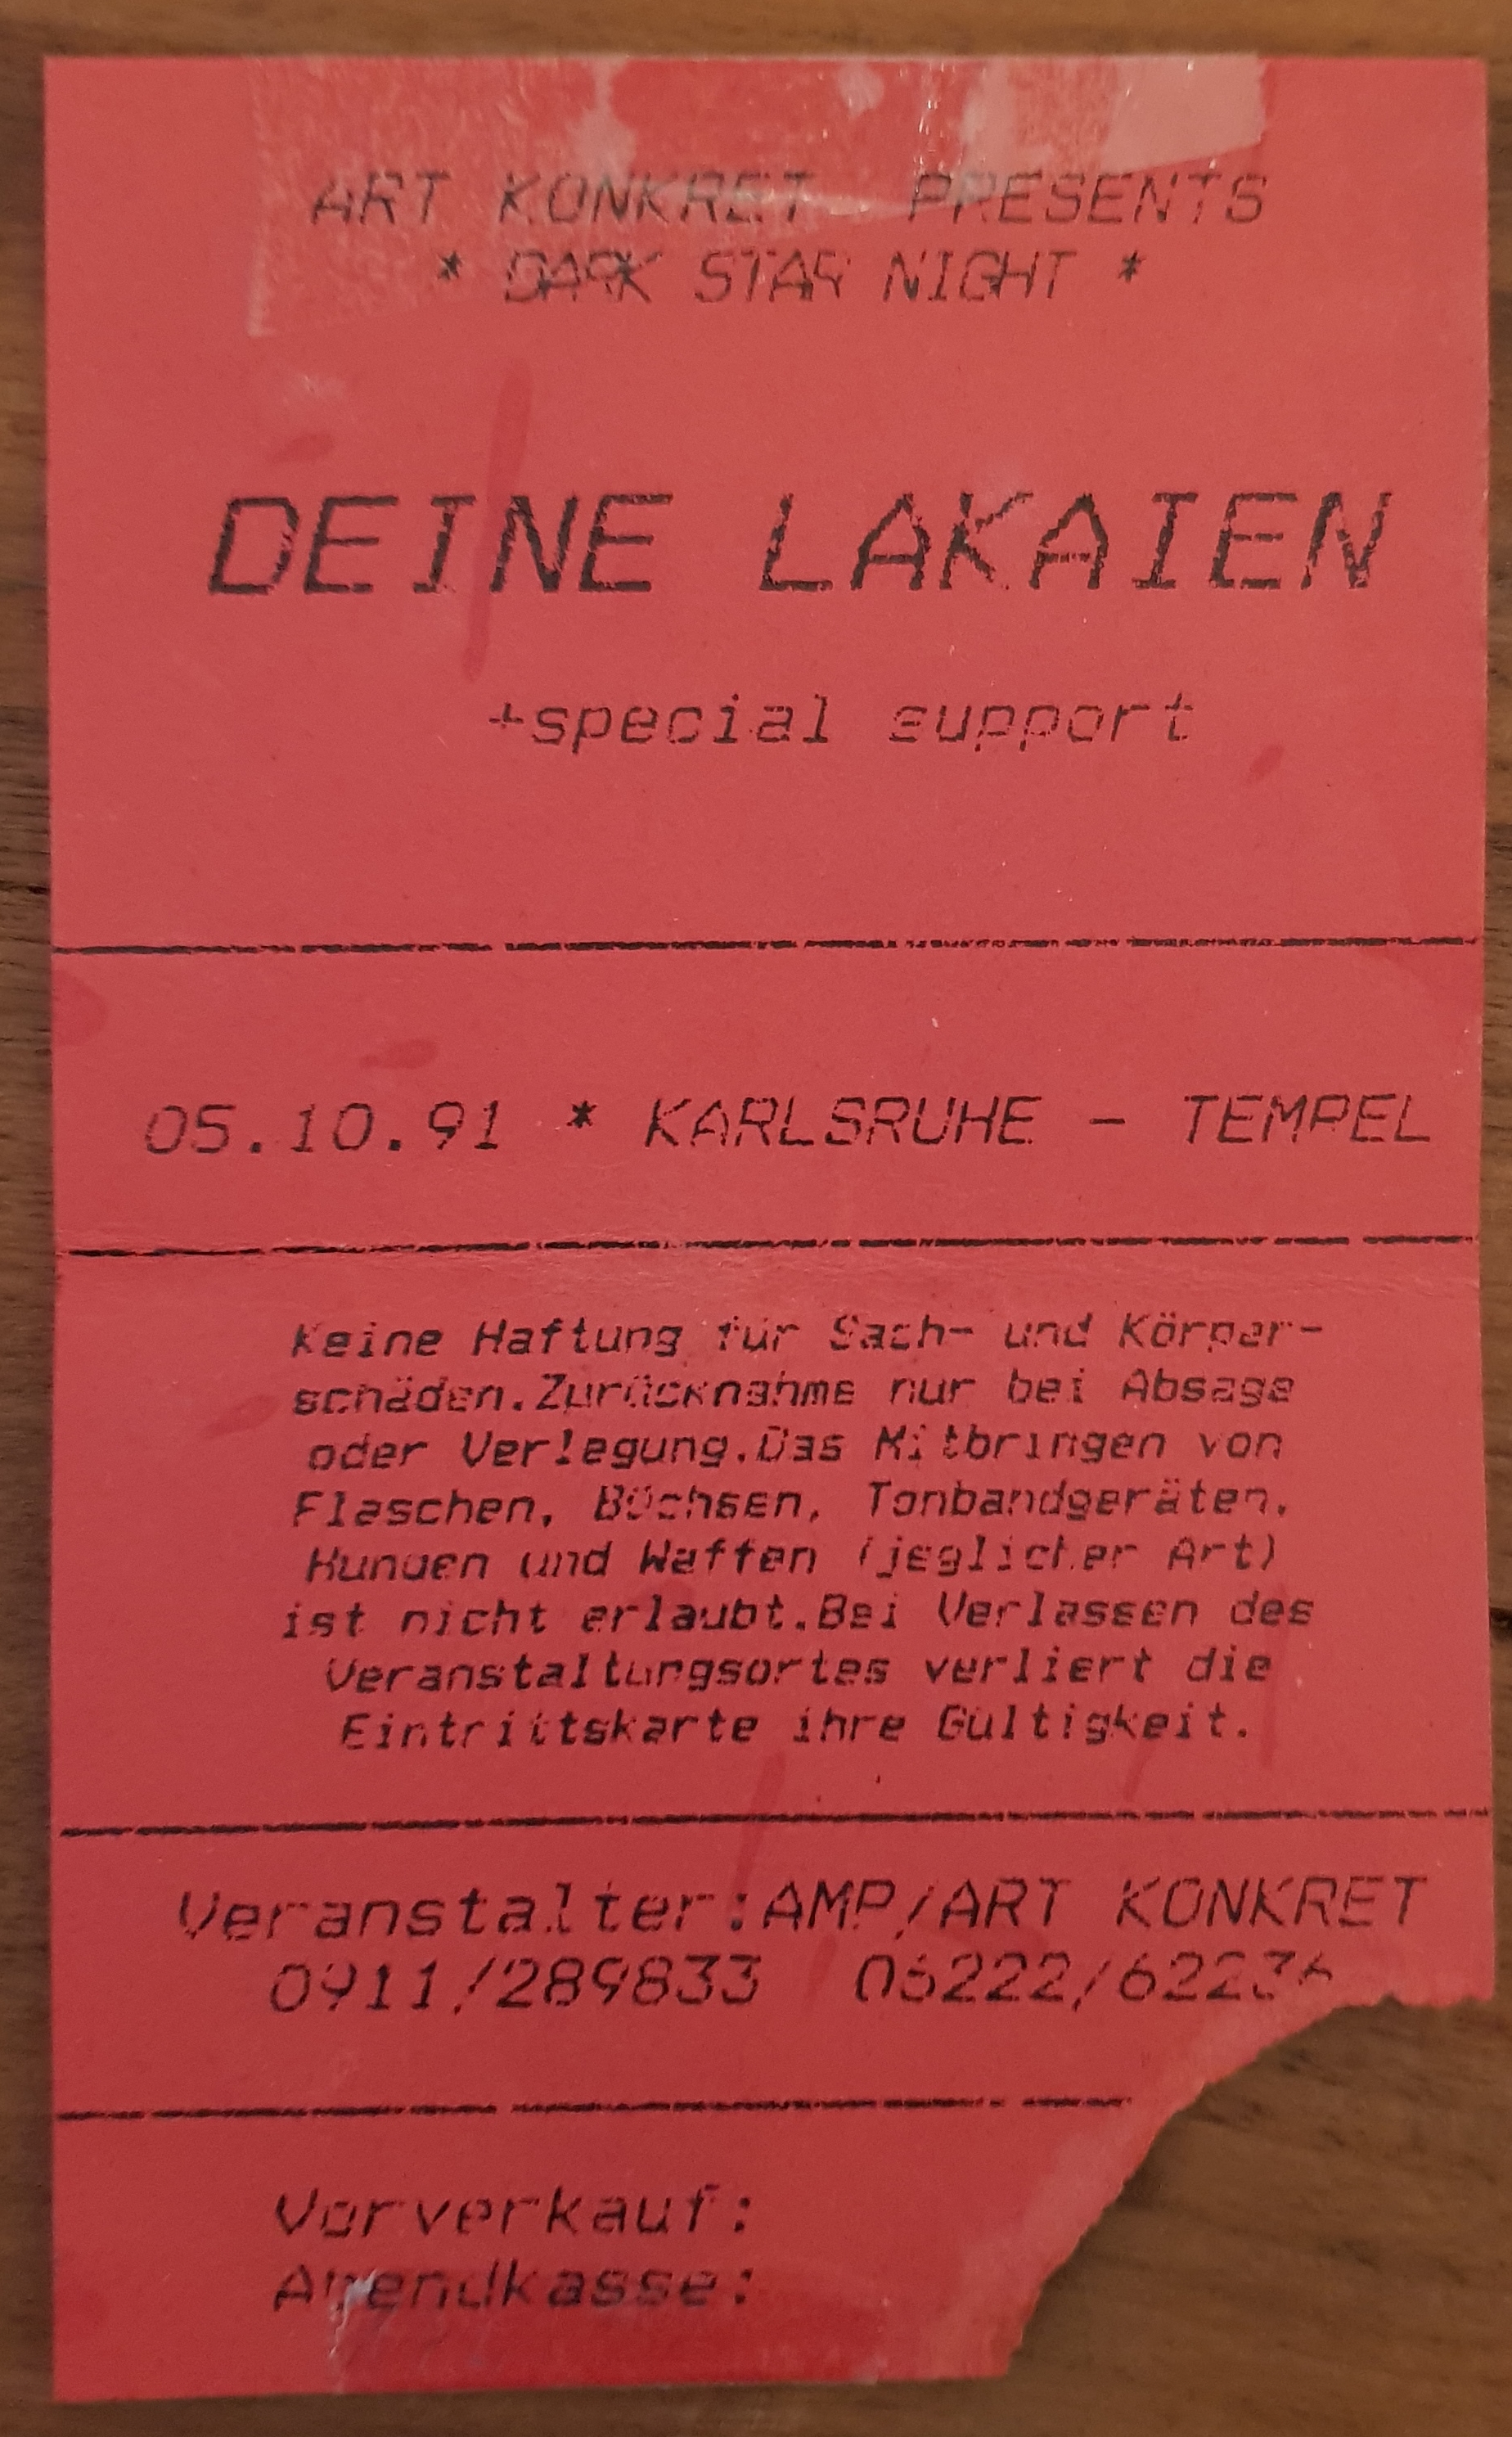 ART KONKRET PRESENTS
* DARK STAR NIGHT *
DEINE LAKAIEN
+special support
05.10.91 * KARLSRUHE - TEMPEL
Keine Haftung für Sach- und Körper-
schäden.Zurücknahme nur bei Absage
oder Verlegung.Das Mitbringen von
Flaschen, Büchsen, Tonbandgeräten,
Hunden und Waffen (jeglicher Art)
ist nicht erlaubt.Bei Verlassen des
Veranstaltungsortes verliert die
Eintrittskarte ihre Gültigkeit.
Veranstalter:AMP/ART KONKRET
0911/289833
Vorverkauf:
Abendkasse: